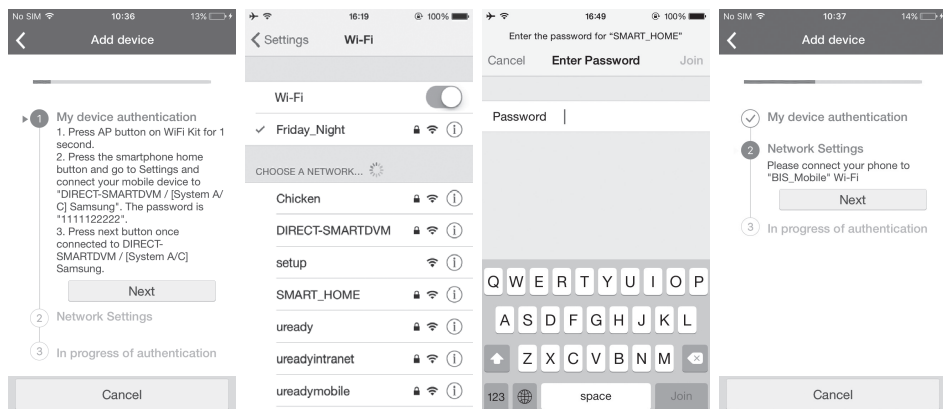 No SIM 10:36 13%
Add device
1 My device authentication
1. Press AP button on WiFi Kit for 1
second.
2. Press the smartphone home
button and go to Settings and
connect your mobile device to
"DIRECT-SMARTDVM / [System A/
C] Samsung". The password is
"1111122222".
3. Press next button once
connected to DIRECT-
SMARTDVM / [System A/C]
Samsung.
Next
2 Network Settings
3 In progress of authentication
Cancel
16:19 100%
Settings Wi-Fi
Wi-Fi
Friday_Night
CHOOSE A NETWORK...
Chicken
DIRECT-SMARTDVM
setup
SMART_HOME
uready
ureadyintranet
ureadymobile
16:49 100%
Enter the password for “SMART_HOME”
Cancel Enter Password Join
Password
Q W E R T Y U I O P
A S D F G H J K L
Z X C V B N M
123 space Join
No SIM 10:37 14%
Add device
My device authentication
2 Network Settings
Please connect your phone to
"BIS_Mobile" Wi-Fi
Next
3 In progress of authentication
Cancel